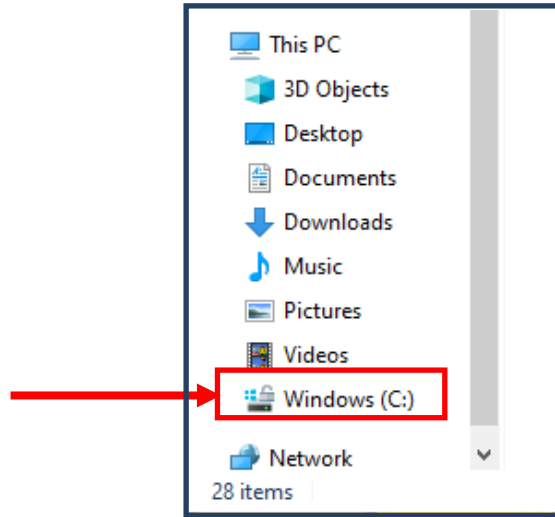 This PC
3D Objects
Desktop
Documents
Downloads
Music
Pictures
Videos
Windows (C:)
Network
28 items